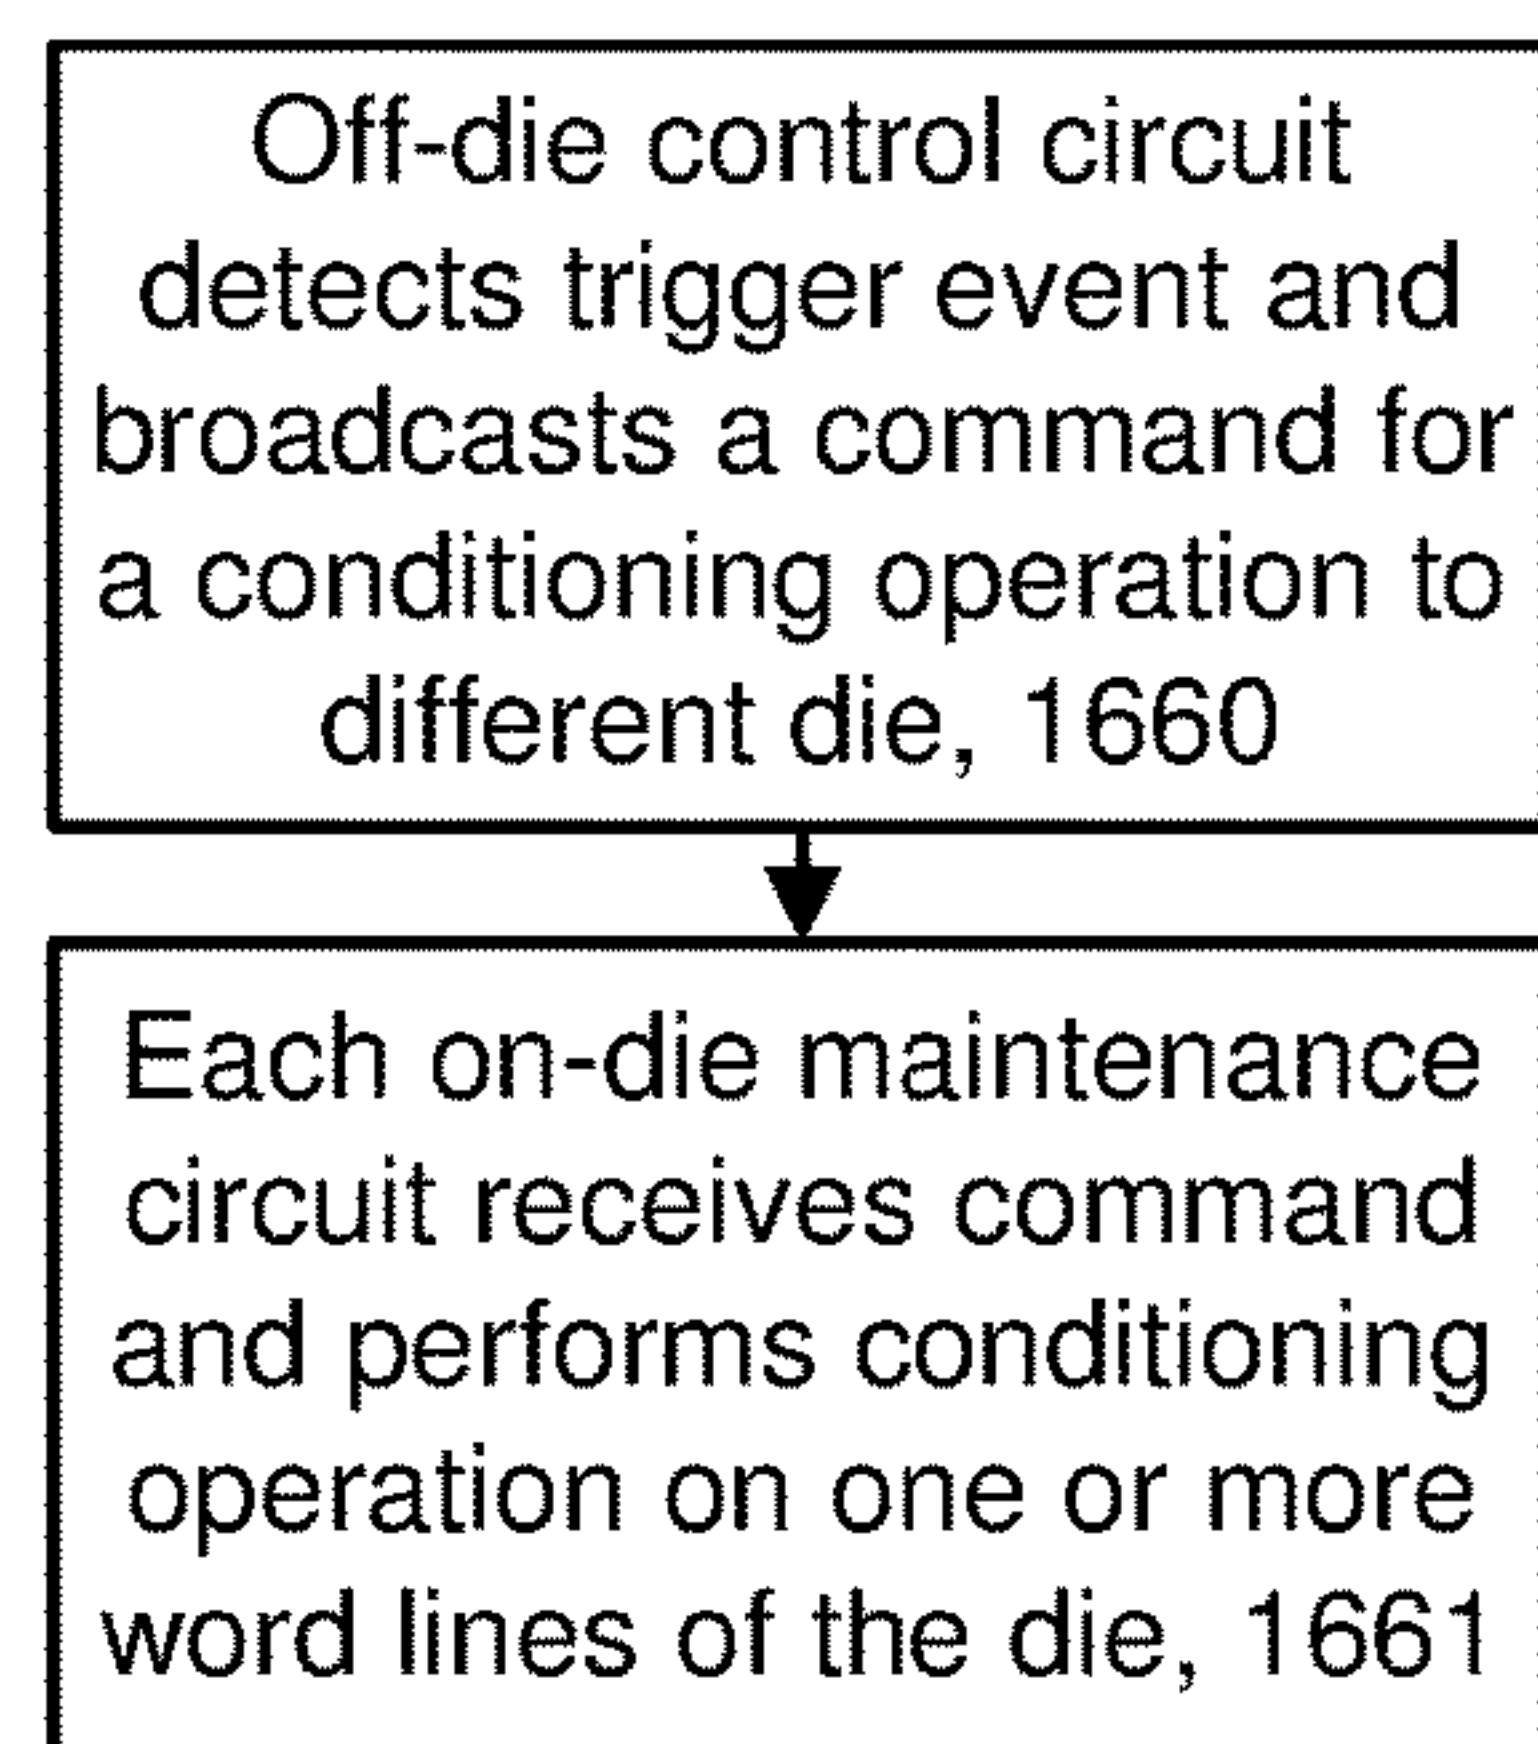 Off-die control circuit
detects trigger event and
broadcasts a command for
a conditioning operation to
different die, 1660
Each on-die maintenance
circuit receives command
and performs conditioning
operation on one or more
word lines of the die, 1661